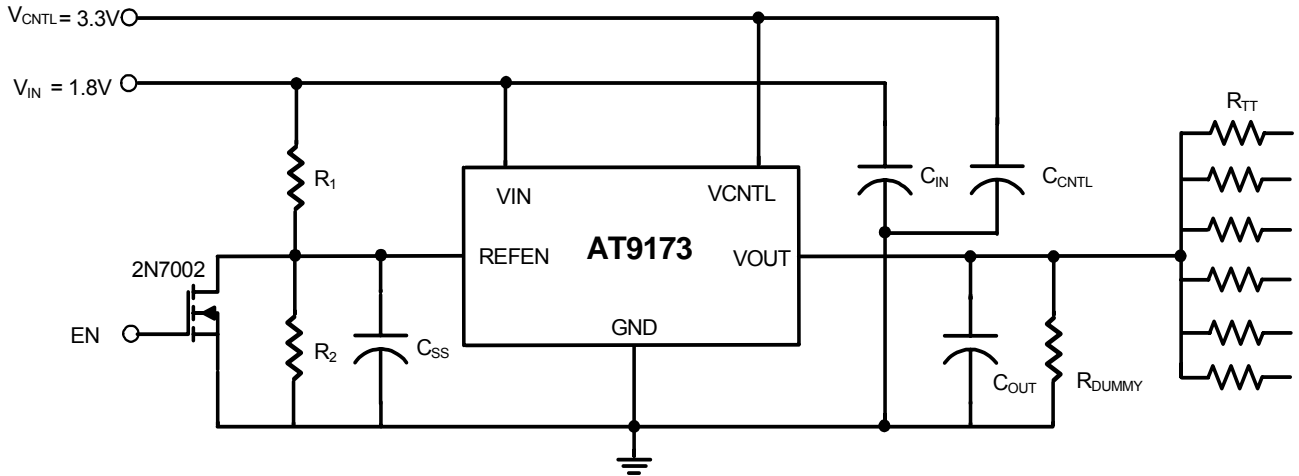 VCNTL = 3.3V
VIN = 1.8V
RTT
R1
CIN
CCNTL
VIN
VCNTL
REFEN
AT9173
VOUT
2N7002
GND
EN
R2
CSS
COUT
RDUMMY